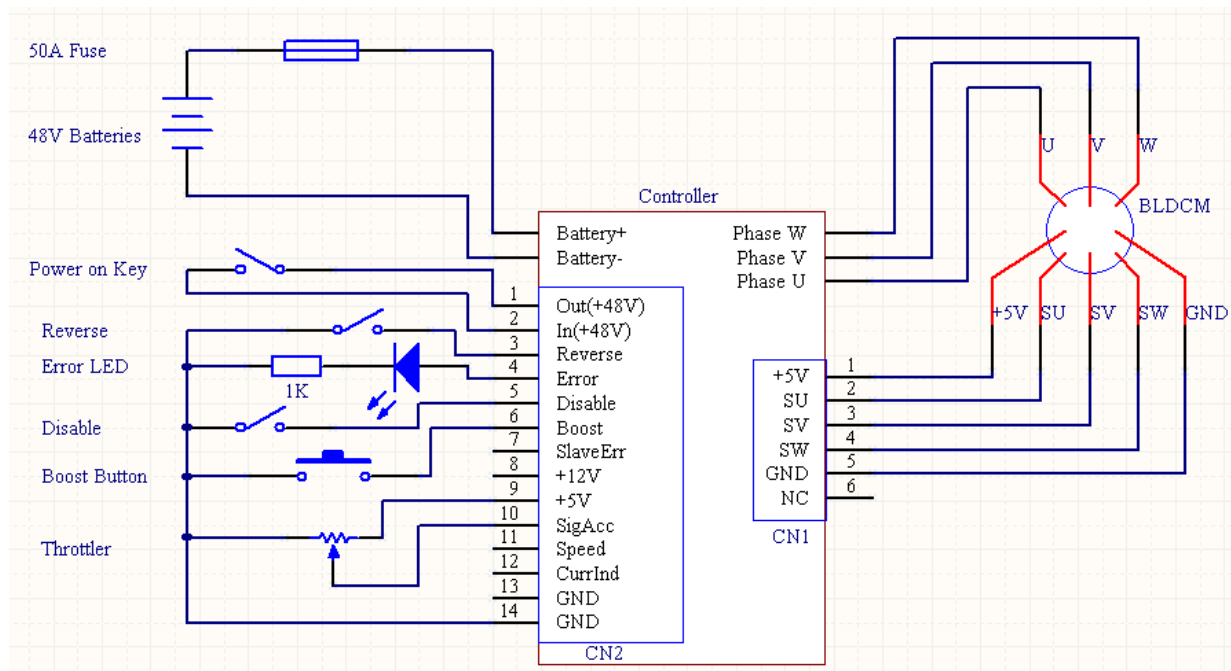 50A Fuse
48V Batteries
Controller
Battery+
Battery-
Phase W
Phase V
Phase U
U
V
W
BLDCM
+5V
SU
SV
SW
GND
Power on Key
Reverse
Error LED
1K
Disable
Boost Button
Throttler
1 Out(+48V)
2 In(+48V)
3 Reverse
4 Error
5 Disable
6 Boost
7 SlaveErr
8 +12V
9 +5V
10 SigAcc
11 Speed
12 CurrInd
13 GND
14 GND
CN2
+5V 1
SU 2
SV 3
SW 4
GND 5
NC 6
CN1